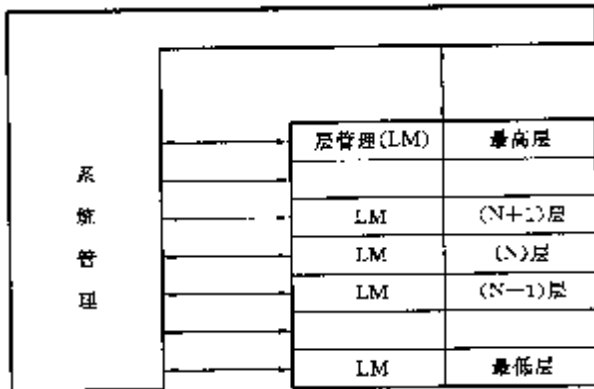 系
统
管
理
层管理(LM) 最高层
LM (N+1)层
LM (N)层
LM (N-1)层
LM 最低层